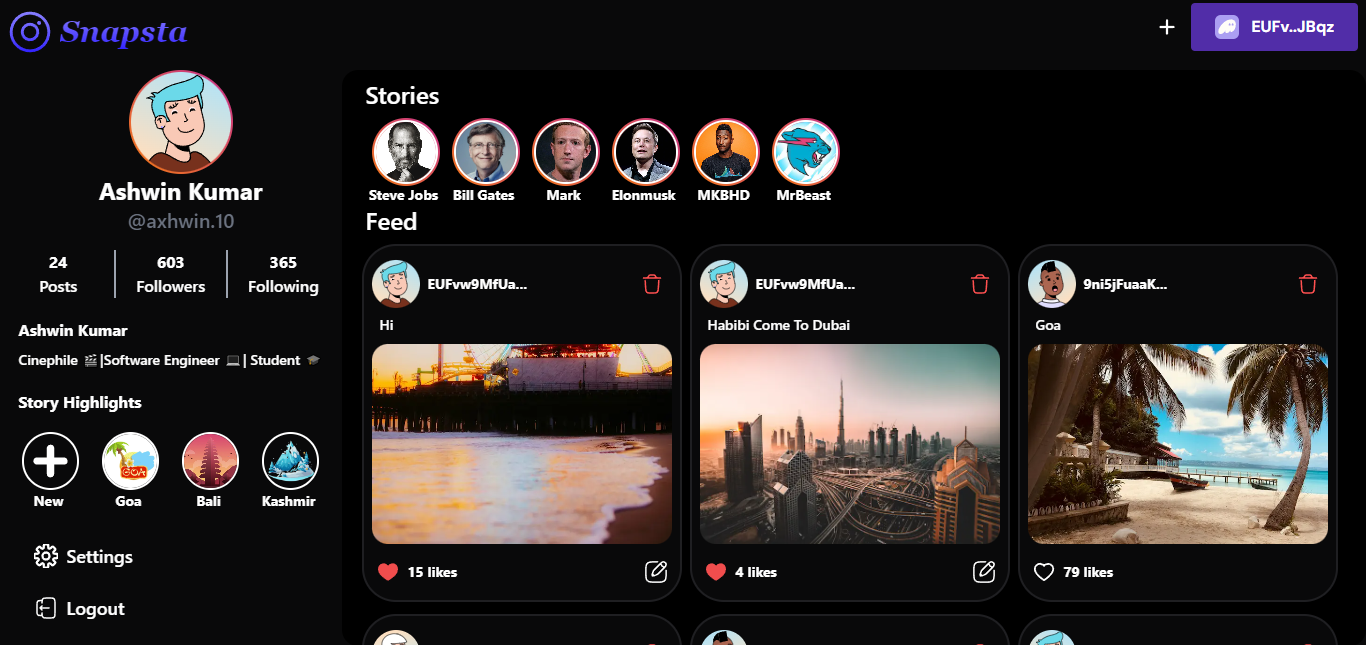 Snapsta
EUFv..JBqz
Ashwin Kumar
@axhwin.10
24 603 365
Posts Followers Following
Ashwin Kumar
Cinephile 🎬|Software Engineer 💻| Student 🎓
Story Highlights
GOA
New Goa Bali Kashmir
Settings
Logout
Stories
Steve Jobs Bill Gates Mark Elonmusk MKBHD MrBeast
Feed
EUFvw9MfUa...
Hi
15 likes
EUFvw9MfUa...
Habibi Come To Dubai
4 likes
9ni5jFuaaK...
Goa
79 likes